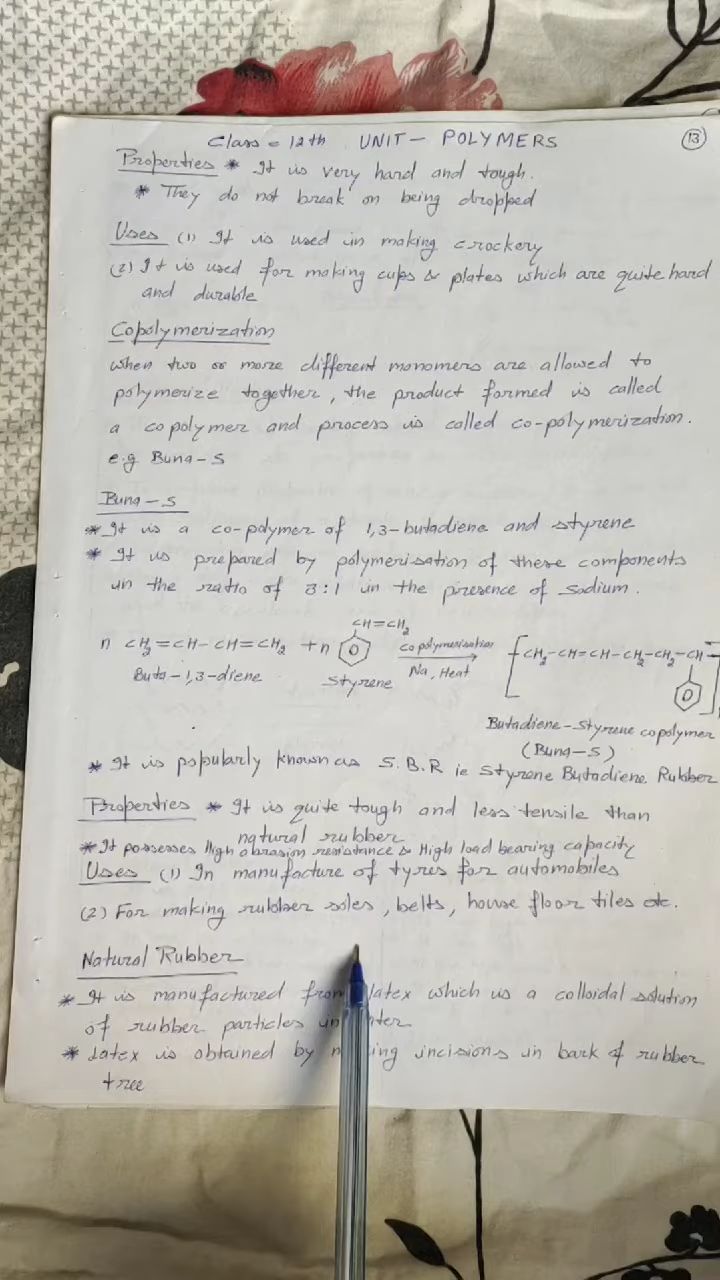 Class = 12th UNIT - POLYMERS 13
Properties * It is very hard and tough.
* They do not break on being dropped
Uses (1) It is used in making crockery
(2) It is used for making cups & plates which are quite hard
and durable
Copolymerization
When two or more different monomers are allowed to
polymerize together, the product formed is called
a copolymer and process is called co-polymerization.
e.g Buna-S
Buna-S
* It is a co-polymer of 1,3-butadiene and styrene
* It is prepared by polymerisation of these components
in the ratio of 3:1 in the presence of Sodium.
CH=CH₂
n CH₂=CH-CH=CH₂ + n Copolymerisation [CH₂-CH=CH-CH₂-CH₂-CH]
Buta-1,3-diene Styrene Na, Heat
Butadiene-Styrene copolymer
(Buna-S)
* It is popularly known as S.B.R ie Styrene Butadiene Rubber
Properties * It is quite tough and less tensile than
natural rubber
* It possesses High abrasion resistance & High load bearing capacity
Uses (1) In manufacture of tyres for automobiles
(2) For making rubber soles, belts, house floor tiles etc.
Natural Rubber
* It is manufactured from latex which is a colloidal solution
of rubber particles in
* Latex is obtained by making incisions in bark of rubber
tree